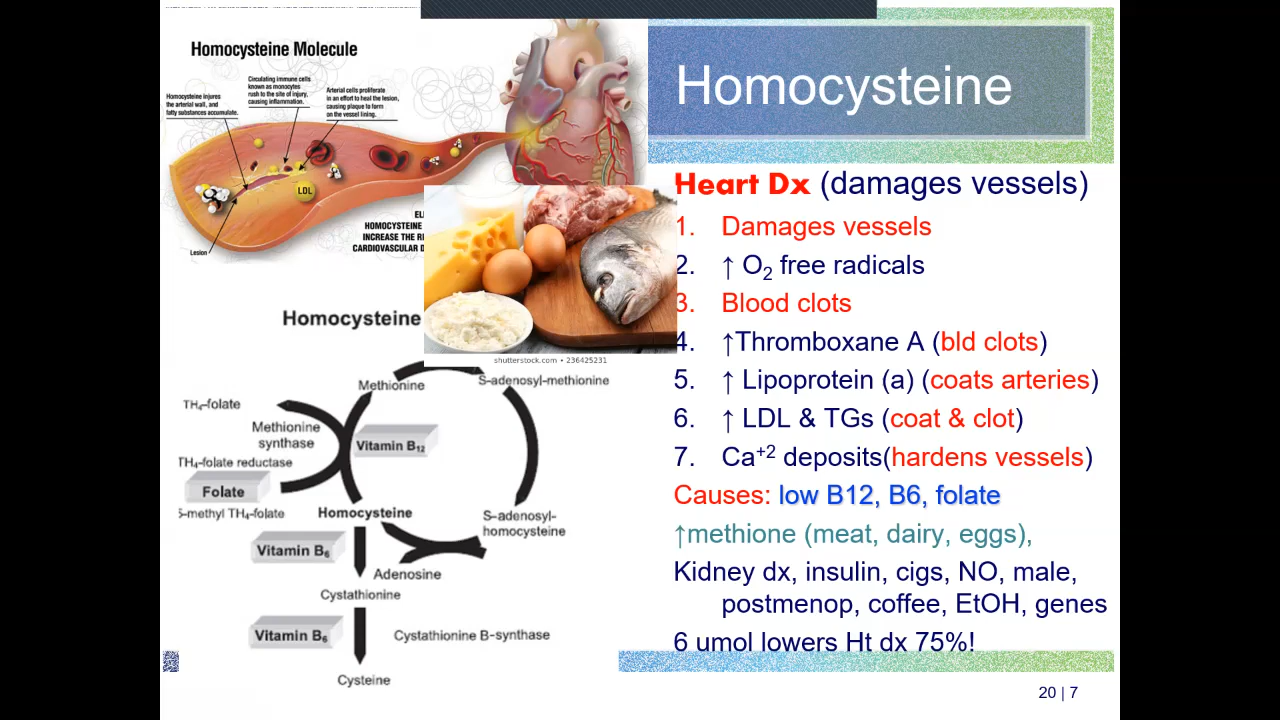 Homocysteine Molecule
Circulating immune cells
known as monocytes
rush to the site of injury,
causing inflammation.
Homocysteine injures
the arterial wall, and
fatty substances accumulate.
Arterial cells proliferate
in an effort to heal the lesion,
causing plaque to form
on the vessel lining.
LDL
Lesion
HOMOCYSTEINE
INCREASE THE
CARDIOVASCULAR
shutterstock.com • 236425231
Homocysteine
Methionine
S-adenosyl-methionine
TH₄-folate
Methionine
synthase
Vitamin B₁₂
TH₄-folate reductase
Folate
5-methyl TH₄-folate
Homocysteine
S-adenosyl-
homocysteine
Vitamin B₆
Adenosine
Cystathionine
Vitamin B₆
Cystathionine B-synthase
Cysteine
Homocysteine
Heart Dx (damages vessels)
1. Damages vessels
2. ↑ O₂ free radicals
3. Blood clots
4. ↑Thromboxane A (bld clots)
5. ↑ Lipoprotein (a) (coats arteries)
6. ↑ LDL & TGs (coat & clot)
7. Ca⁺² deposits(hardens vessels)
Causes: low B12, B6, folate
↑methione (meat, dairy, eggs),
Kidney dx, insulin, cigs, NO, male,
postmenop, coffee, EtOH, genes
6 umol lowers Ht dx 75%!
20 | 7